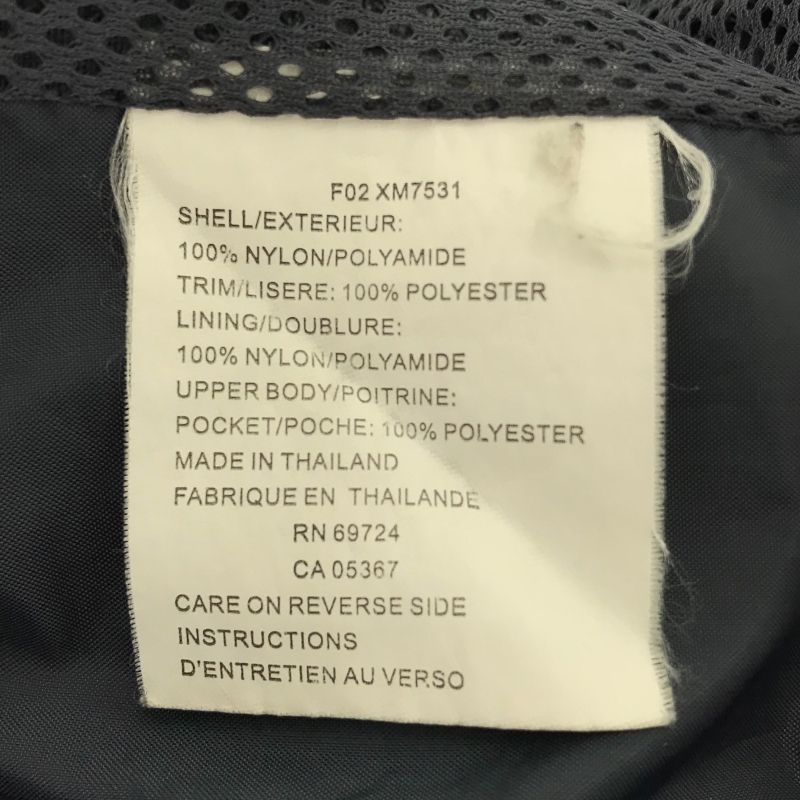 F02 XM7531
SHELL/EXTERIEUR:
100% NYLON/POLYAMIDE
TRIM/LISERE: 100% POLYESTER
LINING/DOUBLURE:
100% NYLON/POLYAMIDE
UPPER BODY/POITRINE:
POCKET/POCHE: 100% POLYESTER
MADE IN THAILAND
FABRIQUE EN THAILANDE
RN 69724
CA 05367
CARE ON REVERSE SIDE
INSTRUCTIONS
D'ENTRETIEN AU VERSO